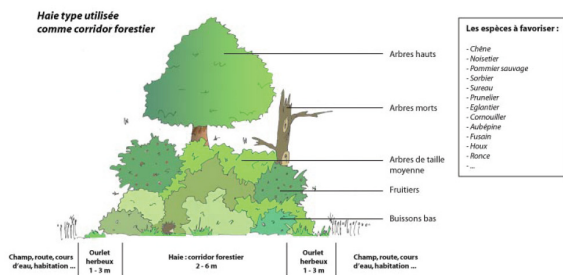 Haie type utilisée
comme corridor forestier
Arbres hauts
Arbres morts
Arbres de taille
moyenne
Fruitiers
Buissons bas
Les espèces à favoriser :
- Chêne
- Noisetier
- Pommier sauvage
- Sorbier
- Sureau
- Prunelier
- Eglantier
- Cornouiller
- Aubépine
- Fusain
- Houx
- Ronce
- ...
Champ, route, cours
d'eau, habitation ...
Ourlet
herbeux
1 - 3 m
Haie : corridor forestier
2 - 6 m
Ourlet
herbeux
1 - 3 m
Champ, route, cours
d'eau, habitation ...